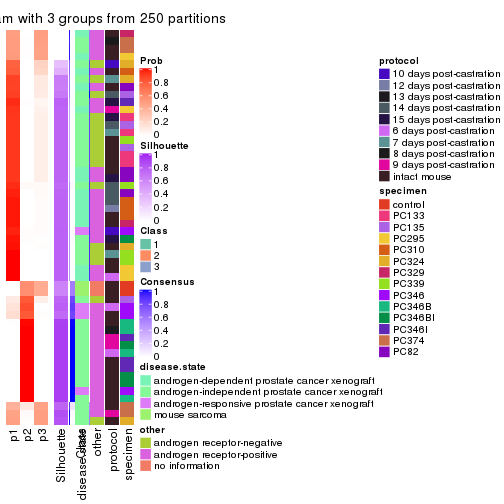 am with 3 groups from 250 partitions
Prob
1
0.8
0.6
0.4
0.2
0
Silhouette
1
0.8
0.6
0.4
0.2
0
Class
1
2
3
Consensus
1
0.8
0.6
0.4
0.2
0
disease.state
androgen-dependent prostate cancer xenograft
androgen-independent prostate cancer xenograft
androgen-responsive prostate cancer xenograft
mouse sarcoma
other
androgen receptor-negative
androgen receptor-positive
no information
protocol
10 days post-castration
12 days post-castration
13 days post-castration
14 days post-castration
15 days post-castration
6 days post-castration
7 days post-castration
8 days post-castration
9 days post-castration
intact mouse
specimen
control
PC133
PC135
PC295
PC310
PC324
PC329
PC339
PC346
PC346B
PC346BI
PC346I
PC374
PC82
p1
p2
p3
Silhouette
Class
disease.state
other
protocol
specimen